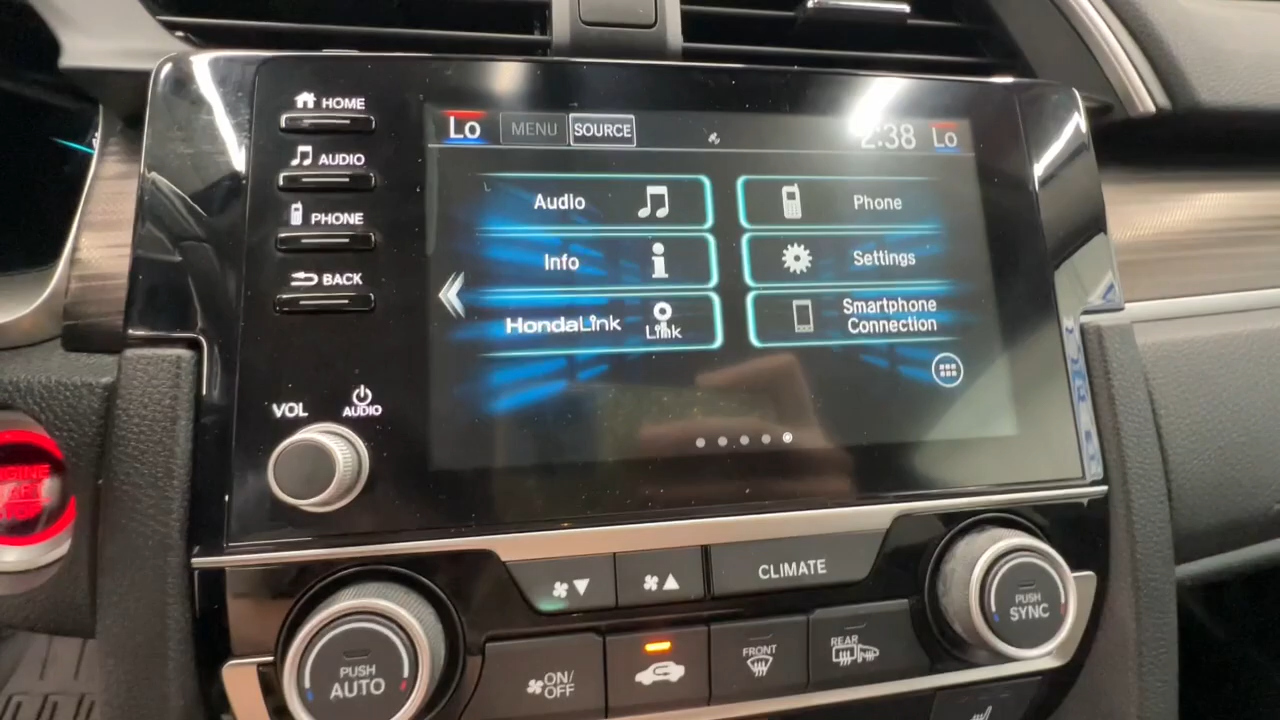 HOME
AUDIO
PHONE
BACK
VOL
AUDIO
Lo
MENU
SOURCE
2:38
Lo
Audio
Phone
Info
Settings
HondaLink
Link
Smartphone
Connection
CLIMATE
PUSH
AUTO
ON/
OFF
FRONT
REAR
PUSH
SYNC